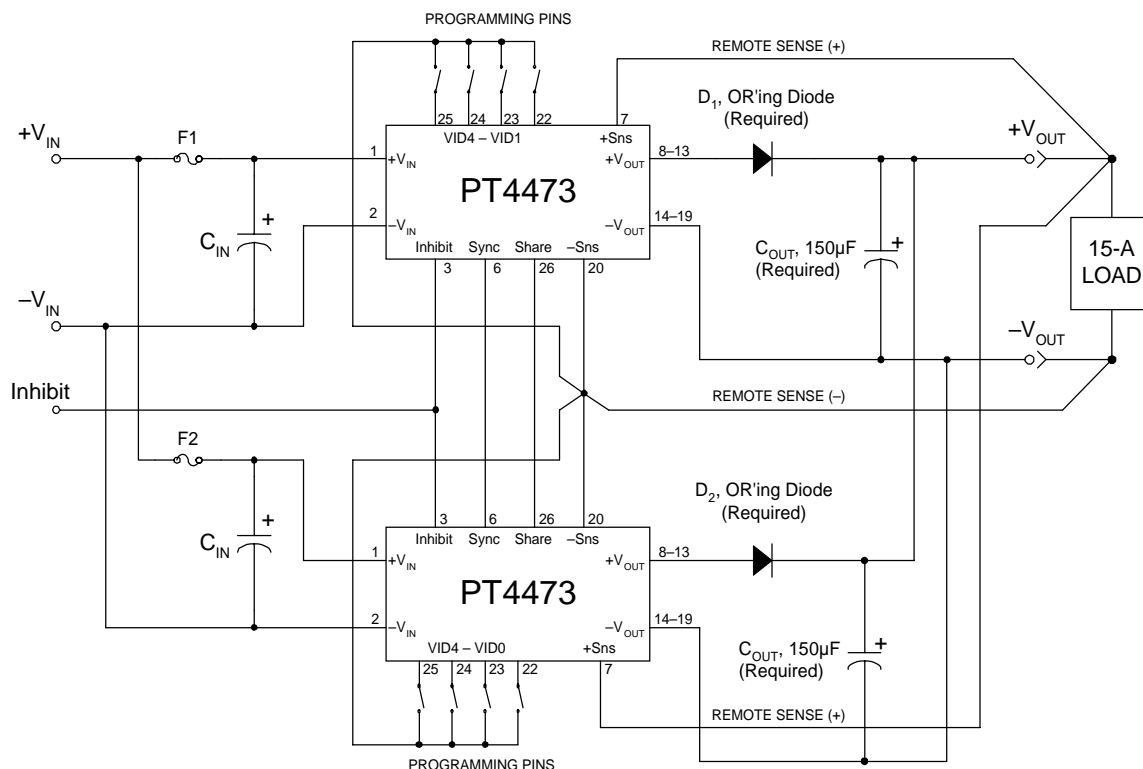 PROGRAMMING PINS
REMOTE SENSE (+)
D1, OR'ing Diode
(Required)
+VIN
F1
25 24 23 22
7
VID4 – VID1
+Sns
+VOUT
1
+VIN
+VOUT
8–13
PT4473
CIN
+
2
–VIN
–VOUT
14–19
COUT, 150µF
(Required)
+
15-A
LOAD
Inhibit Sync Share –Sns
3 6 26 20
–VIN
–VOUT
Inhibit
REMOTE SENSE (–)
F2
D2, OR'ing Diode
(Required)
CIN
+
3 6 26 20
Inhibit Sync Share –Sns
1
+VIN
+VOUT
8–13
PT4473
2
–VIN
–VOUT
14–19
VID4 – VID0
+Sns
COUT, 150µF
(Required)
+
25 24 23 22
7
REMOTE SENSE (+)
PROGRAMMING PINS